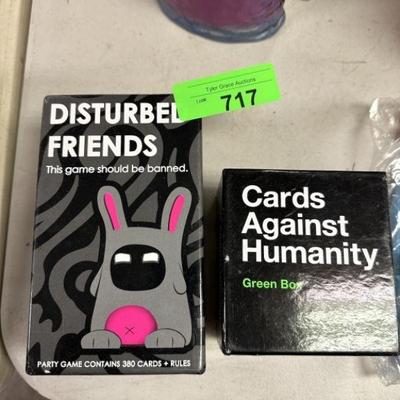 Tyler Grace Auctions
Lot# 717
DISTURBED
FRIENDS
This game should be banned.
PARTY GAME CONTAINS 380 CARDS + RULES
Cards
Against
Humanity
Green Box